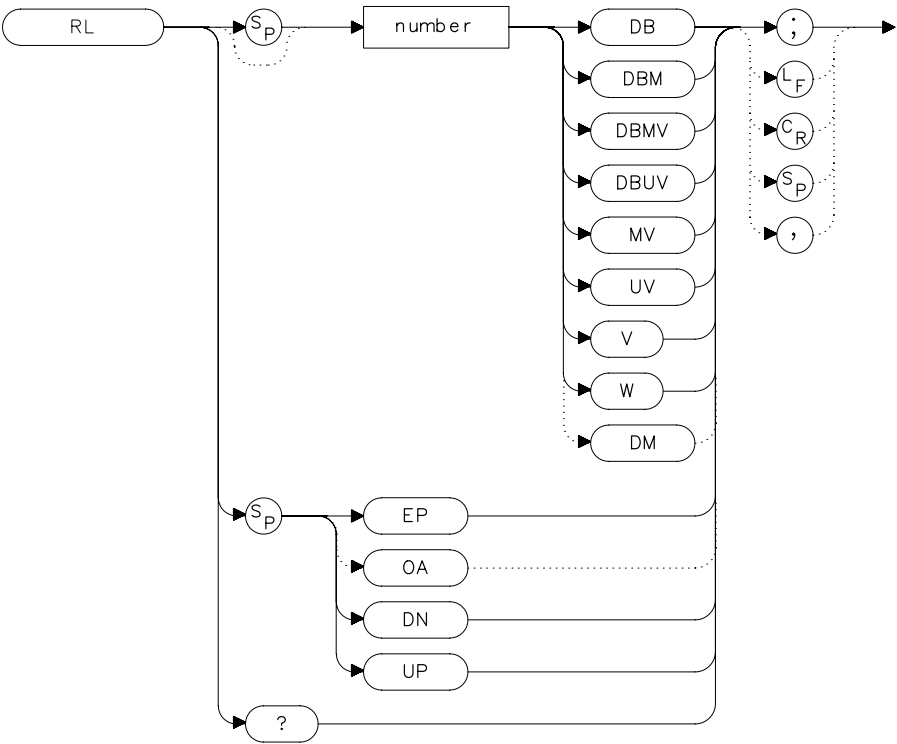 RL SP number DB ;
DBM LF
DBMV CR
DBUV SP
MV ,
UV
V
W
DM
SP EP
OA
DN
UP
?